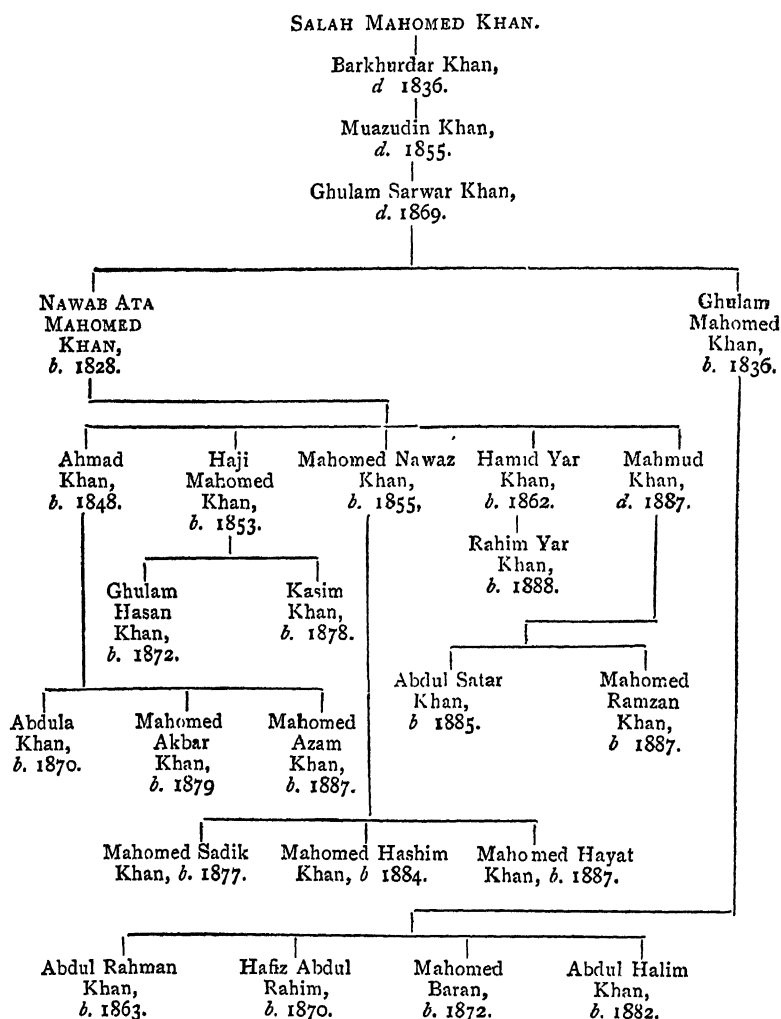 SALAH MAHOMED KHAN.
Barkhurdar Khan,
d 1836.
Muazudin Khan,
d. 1855.
Ghulam Sarwar Khan,
d. 1869.
NAWAB ATA
MAHOMED
KHAN,
b. 1828.
Ghulam
Mahomed
Khan,
b. 1836.
Ahmad
Khan,
b. 1848.
Haji
Mahomed
Khan,
b. 1853.
Mahomed Nawaz
Khan,
b. 1855,
Hamid Yar
Khan,
b. 1862.
Mahmud
Khan,
d. 1887.
Rahim Yar
Khan,
b. 1888.
Ghulam
Hasan
Khan,
b. 1872.
Kasim
Khan,
b. 1878.
Abdul Satar
Khan,
b 1885.
Mahomed
Ramzan
Khan,
b 1887.
Abdula
Khan,
b. 1870.
Mahomed
Akbar
Khan,
b. 1879
Mahomed
Azam
Khan,
b. 1887.
Mahomed Sadik
Khan, b. 1877.
Mahomed Hashim
Khan, b 1884.
Mahomed Hayat
Khan, b. 1887.
Abdul Rahman
Khan,
b. 1863.
Hafiz Abdul
Rahim,
b. 1870.
Mahomed
Baran,
b. 1872.
Abdul Halim
Khan,
b. 1882.